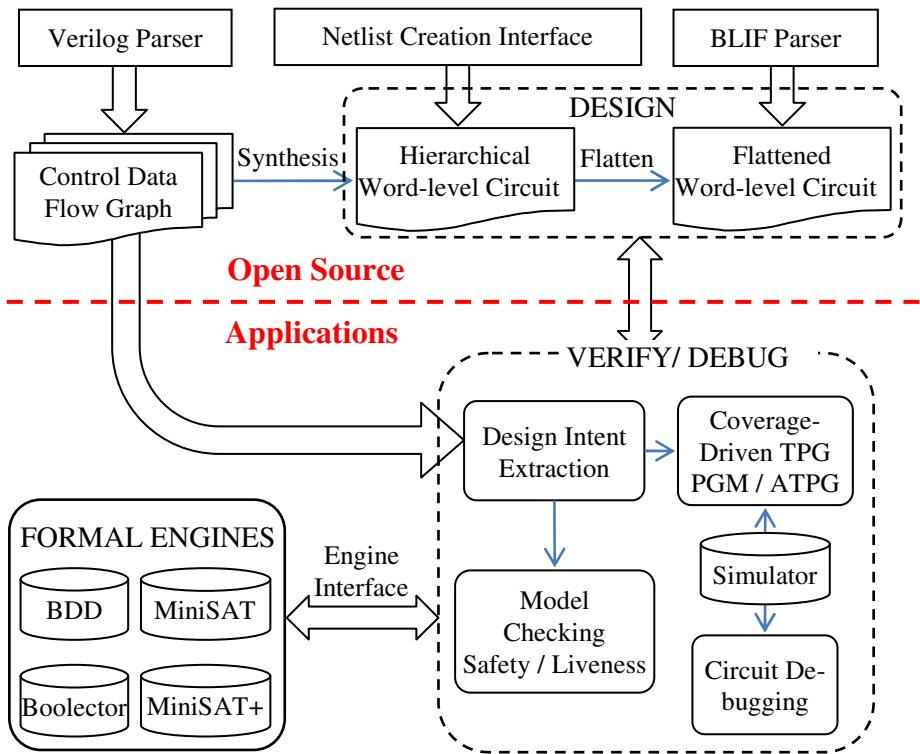 Verilog Parser
Netlist Creation Interface
BLIF Parser
DESIGN
Control Data
Flow Graph
Synthesis
Hierarchical
Word-level Circuit
Flatten
Flattened
Word-level Circuit
Open Source
Applications
VERIFY/ DEBUG
Design Intent
Extraction
Coverage-
Driven TPG
PGM / ATPG
FORMAL ENGINES
BDD
MiniSAT
Boolector
MiniSAT+
Engine
Interface
Model
Checking
Safety / Liveness
Simulator
Circuit De-
bugging